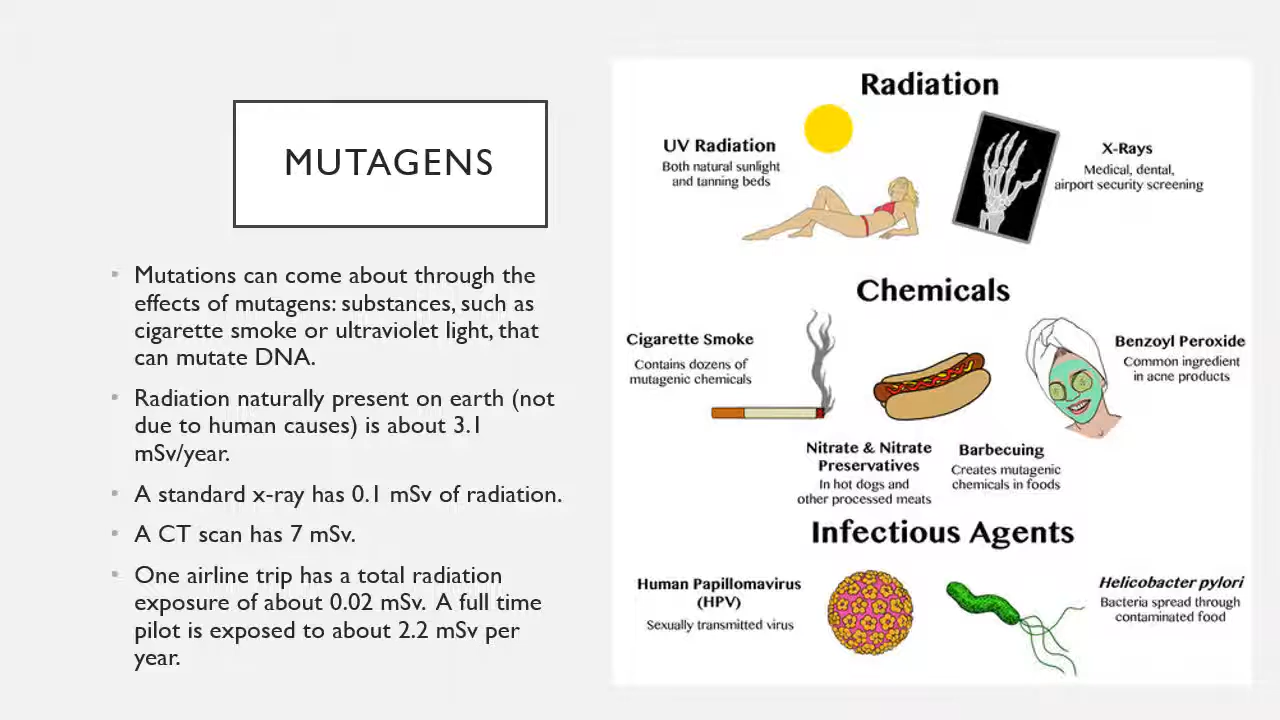 MUTAGENS
Mutations can come about through the
effects of mutagens: substances, such as
cigarette smoke or ultraviolet light, that
can mutate DNA.
Radiation naturally present on earth (not
due to human causes) is about 3.1
mSv/year.
A standard x-ray has 0.1 mSv of radiation.
A CT scan has 7 mSv.
One airline trip has a total radiation
exposure of about 0.02 mSv. A full time
pilot is exposed to about 2.2 mSv per
year.
Radiation
UV Radiation
Both natural sunlight
and tanning beds
X-Rays
Medical, dental,
airport security screening
Chemicals
Cigarette Smoke
Contains dozens of
mutagenic chemicals
Benzoyl Peroxide
Common ingredient
in acne products
Nitrate & Nitrate
Preservatives
In hot dogs and
other processed meats
Barbecuing
Creates mutagenic
chemicals in foods
Infectious Agents
Human Papillomavirus
(HPV)
Sexually transmitted virus
Helicobacter pylori
Bacteria spread through
contaminated food